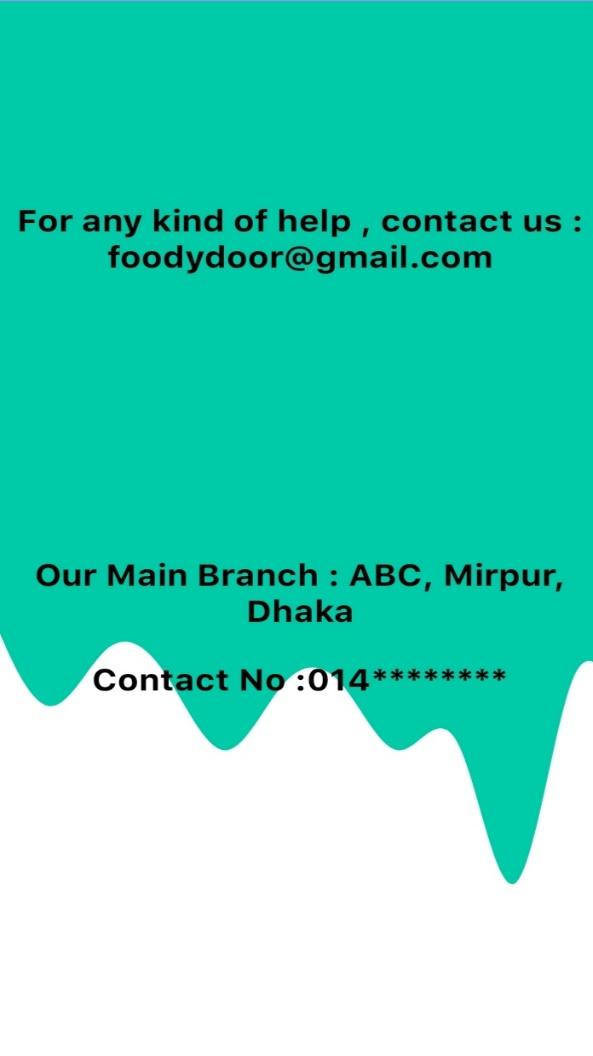 For any kind of help , contact us :
foodydoor@gmail.com
Our Main Branch : ABC, Mirpur,
Dhaka
Contact No :014********